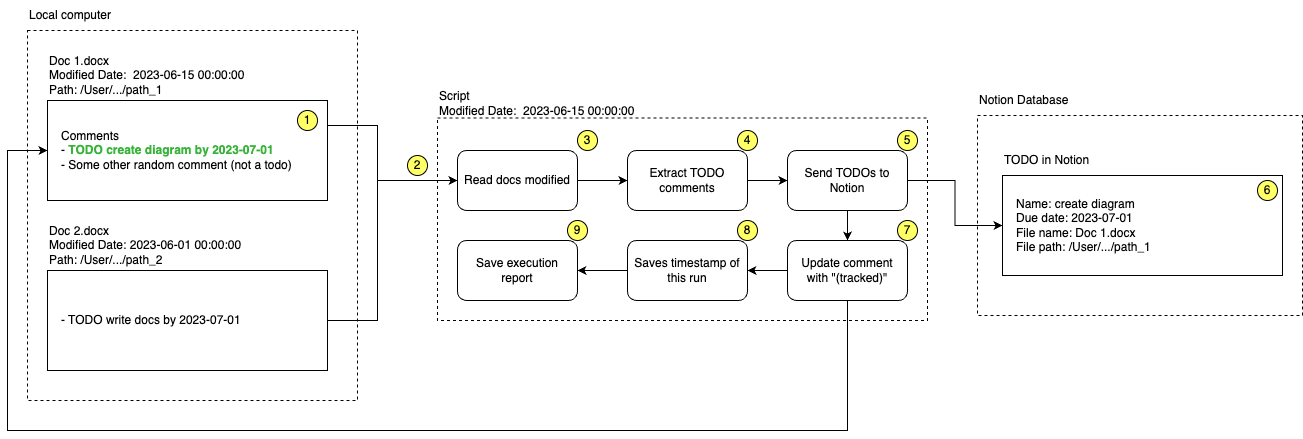 Local computer
Doc 1.docx
Modified Date:  2023-06-15 00:00:00
Path: /User/.../path_1
1
Comments
- TODO create diagram by 2023-07-01
- Some other random comment (not a todo)
Doc 2.docx
Modified Date: 2023-06-01 00:00:00
Path: /User/.../path_2
- TODO write docs by 2023-07-01
2
Script
Modified Date:  2023-06-15 00:00:00
3
Read docs modified
4
Extract TODO
comments
5
Send TODOs to
Notion
9
Save execution
report
8
Saves timestamp of
this run
7
Update comment
with "(tracked)"
Notion Database
TODO in Notion
6
Name: create diagram
Due date: 2023-07-01
File name: Doc 1.docx
File path: /User/.../path_1